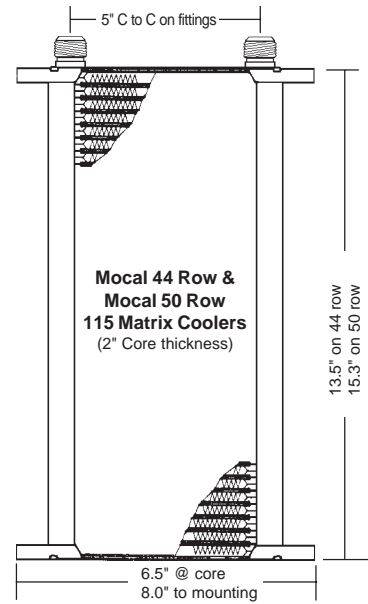 5" C to C on fittings
Mocal 44 Row &
Mocal 50 Row
115 Matrix Coolers
(2" Core thickness)
13.5" on 44 row
15.3" on 50 row
6.5" @ core
8.0" to mounting